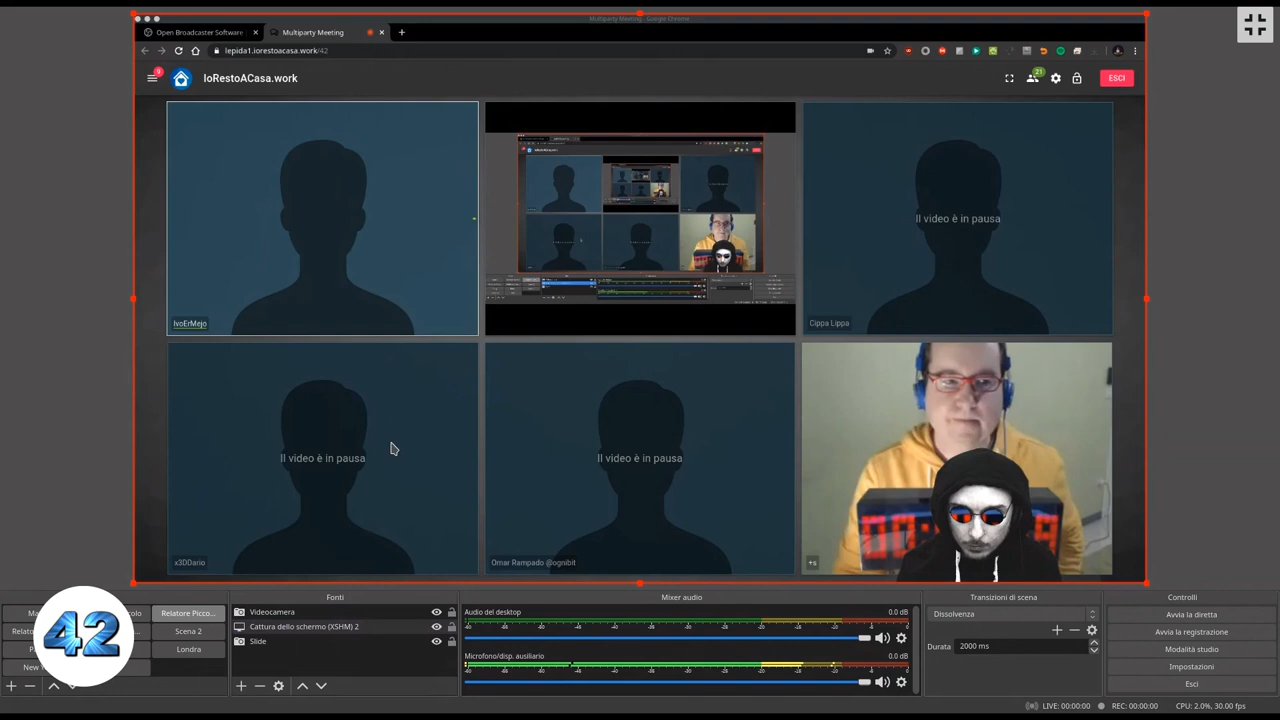 Multiparty Meeting - Google Chrome
Open Broadcaster Software
Multiparty Meeting
lepida1.iorestoacasa.work/42
9
IoRestoACasa.work
21
ESCI
Il video è in pausa
IvoErMejo
Cippa Lippa
Il video è in pausa
Il video è in pausa
x3DDario
Omar Rampado @ognibit
+s
Fonti
Mixer audio
Transizioni di scena
Controlli
Relatore Picco...
Scena 2
Londra
New
42
Videocamera
Cattura dello schermo (XSHM) 2
Slide
Audio del desktop
0.0 dB
Microfono/disp. ausiliario
0.0 dB
Dissolvenza
Durata
2000 ms
Avvia la diretta
Avvia la registrazione
Modalità studio
Impostazioni
Esci
LIVE: 00:00:00
REC: 00:00:00
CPU: 2.0%, 30.00 fps